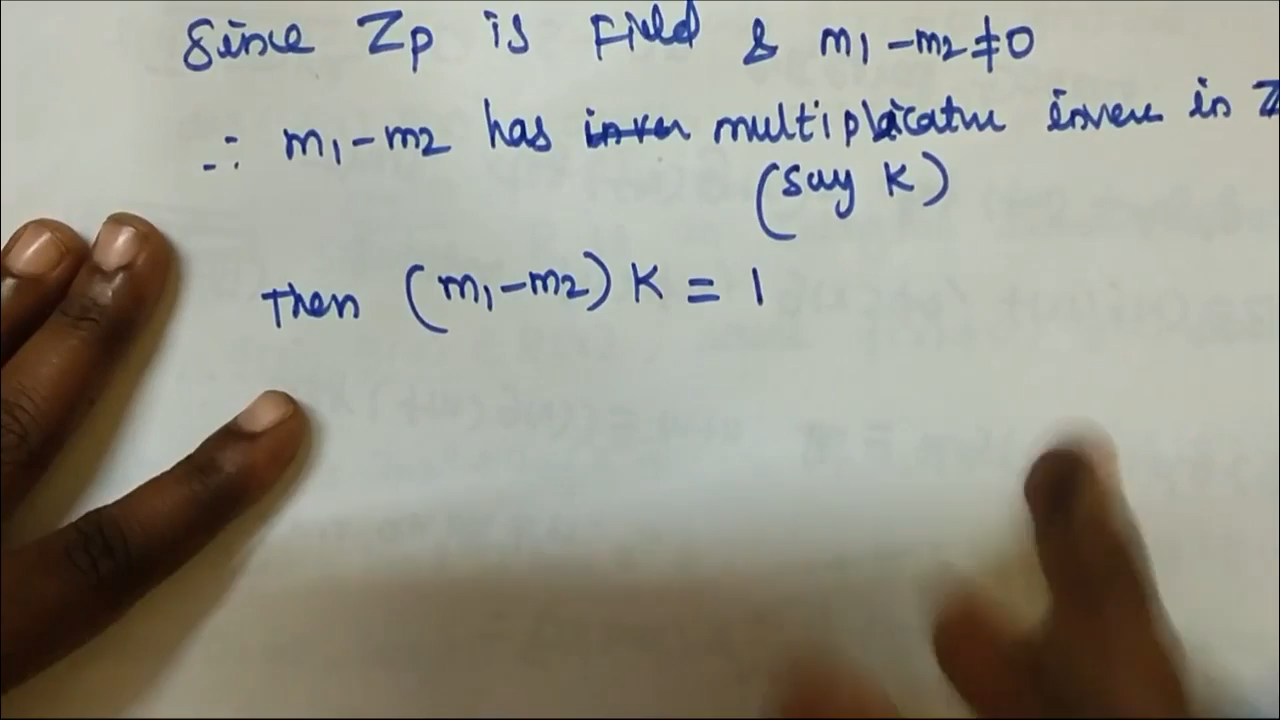 Since Zp is Field & m1 - m2 ≠ 0
∴ m1 - m2 has multiplicative inverse in Z
(say K)
Then (m1 - m2) K = 1